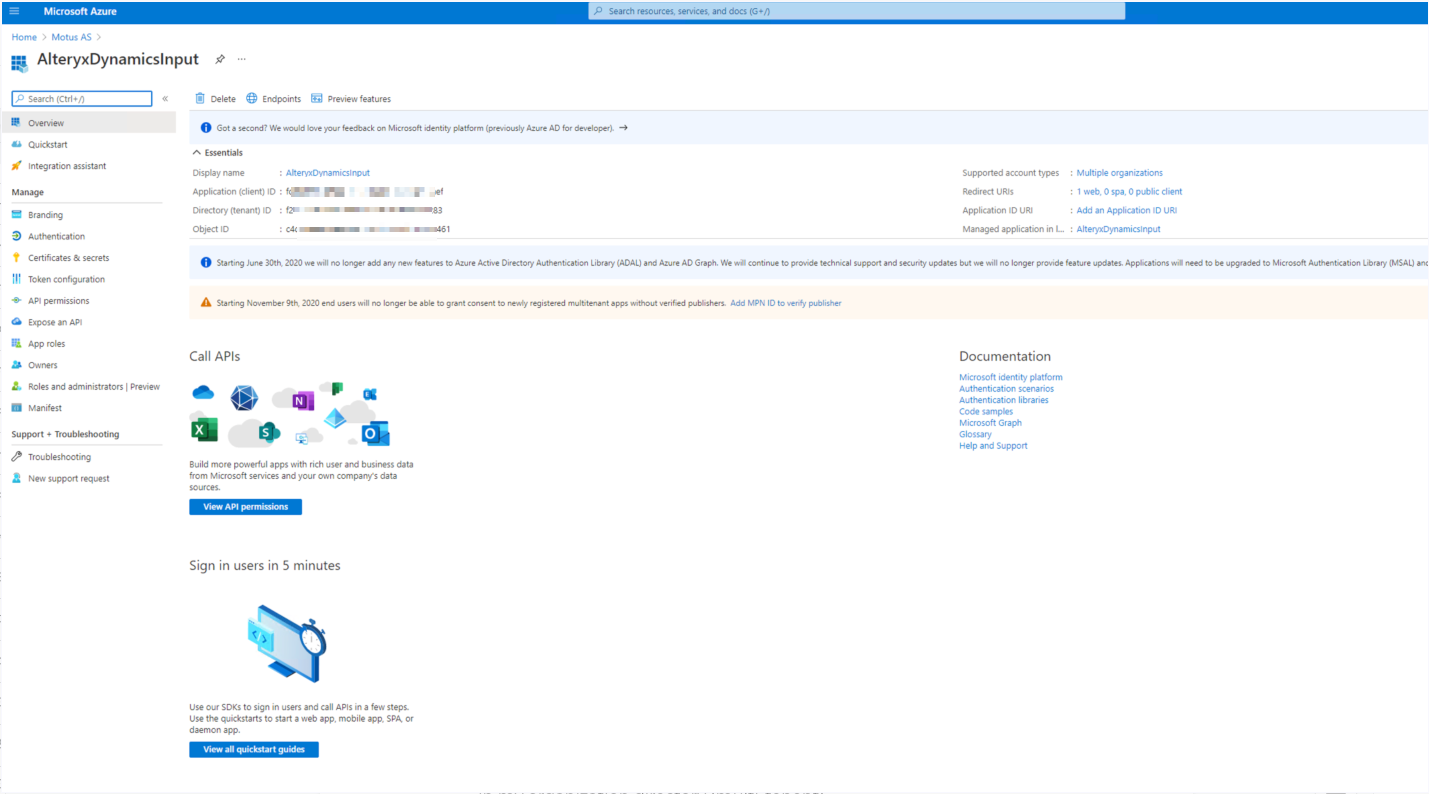 Microsoft Azure
Search resources, services, and docs (G+/)
Home > Motus AS >
AlteryxDynamicsInput
Search (Ctrl+/)
«
Delete
Endpoints
Preview features
Overview
Quickstart
Integration assistant
Manage
Branding
Authentication
Certificates & secrets
Token configuration
API permissions
Expose an API
App roles
Owners
Roles and administrators | Preview
Manifest
Support + Troubleshooting
Troubleshooting
New support request
Got a second? We would love your feedback on Microsoft identity platform (previously Azure AD for developer). →
Essentials
Display name : AlteryxDynamicsInput
Application (client) ID :
Directory (tenant) ID :
Object ID :
Supported account types : Multiple organizations
Redirect URIs : 1 web, 0 spa, 0 public client
Application ID URI : Add an Application ID URI
Managed application in l... : AlteryxDynamicsInput
Starting June 30th, 2020 we will no longer add any new features to Azure Active Directory Authentication Library (ADAL) and Azure AD Graph. We will continue to provide technical support and security updates but we will no longer provide feature updates. Applications will need to be upgraded to Microsoft Authentication Library (MSAL) and
Starting November 9th, 2020 end users will no longer be able to grant consent to newly registered multitenant apps without verified publishers. Add MPN ID to verify publisher
Call APIs
Build more powerful apps with rich user and business data
from Microsoft services and your own company's data
sources.
View API permissions
Sign in users in 5 minutes
Use our SDKs to sign in users and call APIs in a few steps.
Use the quickstarts to start a web app, mobile app, SPA, or
daemon app.
View all quickstart guides
Documentation
Microsoft identity platform
Authentication scenarios
Authentication libraries
Code samples
Microsoft Graph
Glossary
Help and Support